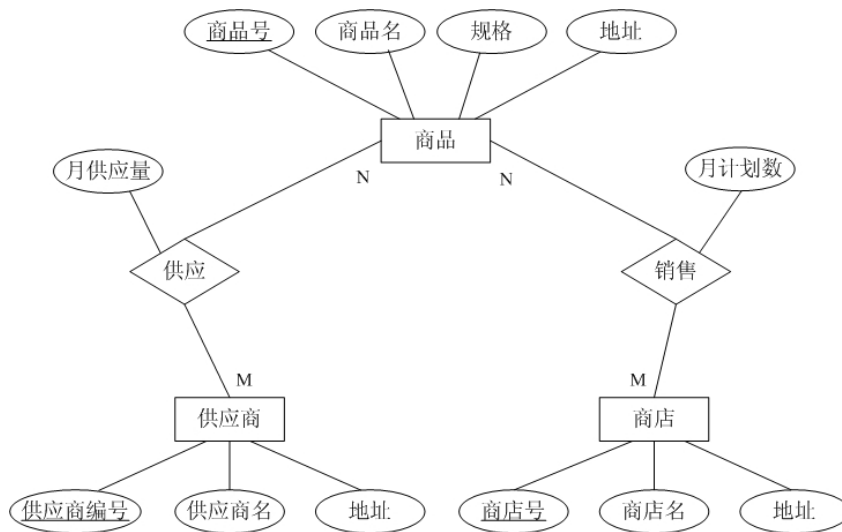 商品号 商品名 规格 地址
商品
月供应量 N N 月计划数
供应 销售
M M
供应商 商店
供应商编号 供应商名 地址 商店号 商店名 地址